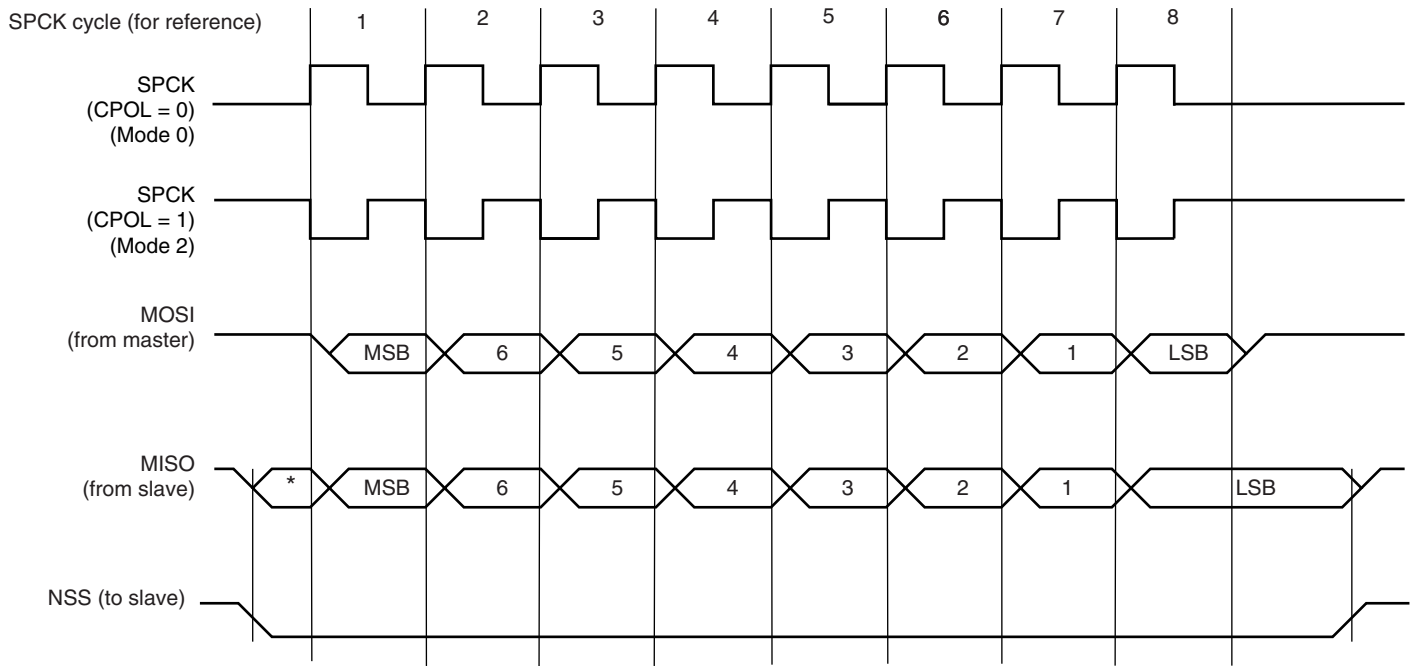 SPCK cycle (for reference) 1 2 3 4 5 6 7 8
SPCK
(CPOL = 0)
(Mode 0)
SPCK
(CPOL = 1)
(Mode 2)
MOSI
(from master)
MSB 6 5 4 3 2 1 LSB
MISO
(from slave)
* MSB 6 5 4 3 2 1 LSB
NSS (to slave)